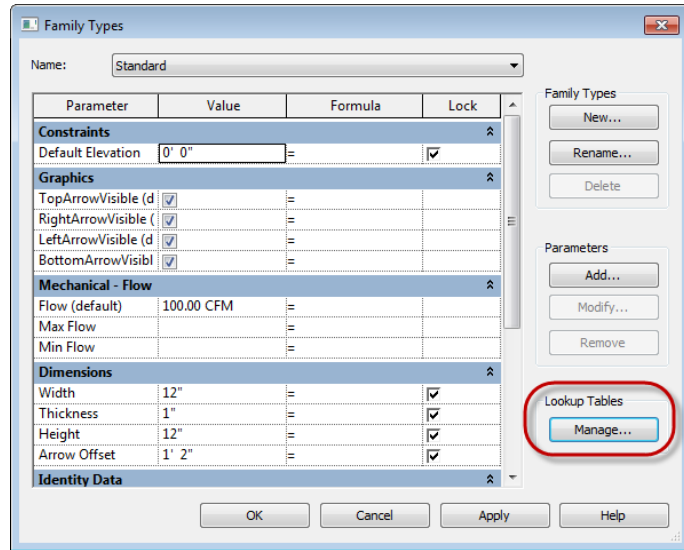 Family Types
Name: Standard
Family Types
Parameter Value Formula Lock
New...
Constraints
Default Elevation 0' 0" =
Rename...
Graphics
Delete
TopArrowVisible (d =
RightArrowVisible ( =
LeftArrowVisible (d =
Parameters
BottomArrowVisibl =
Add...
Mechanical - Flow
Flow (default) 100.00 CFM =
Modify...
Max Flow =
Min Flow =
Remove
Dimensions
Width 12" =
Lookup Tables
Thickness 1" =
Height 12" =
Manage...
Arrow Offset 1' 2" =
Identity Data
OK Cancel Apply Help